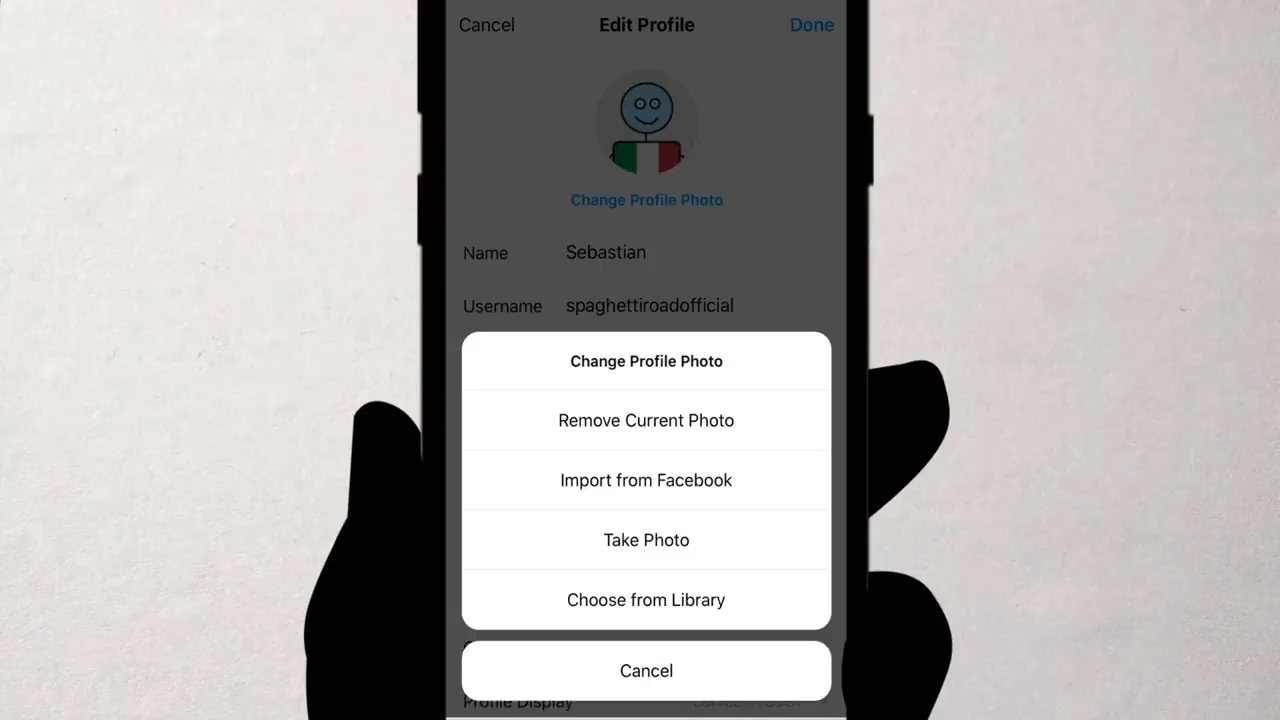 Cancel Edit Profile Done
Change Profile Photo
Name Sebastian
Username spaghettiroadofficial
Change Profile Photo
Remove Current Photo
Import from Facebook
Take Photo
Choose from Library
Cancel
Profile Display